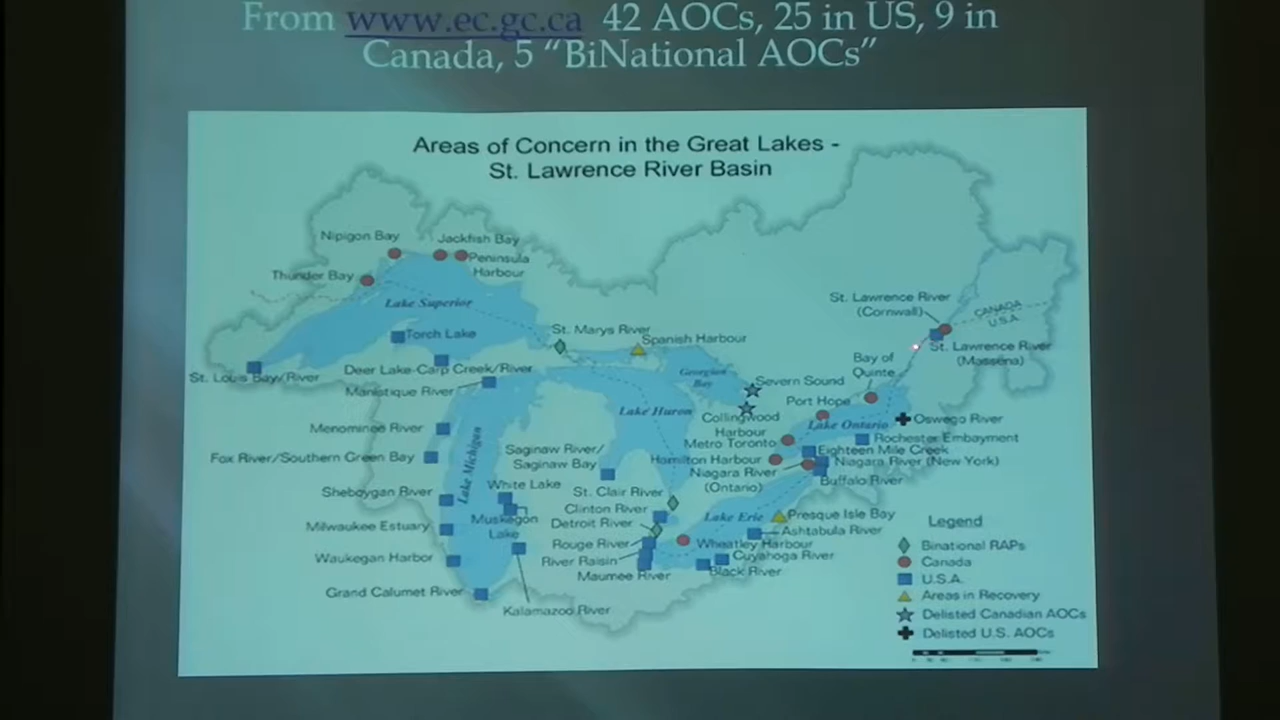 From www.ec.gc.ca 42 AOCs, 25 in US, 9 in
Canada, 5 “BiNational AOCs”
Areas of Concern in the Great Lakes -
St. Lawrence River Basin
Nipigon Bay
Jackfish Bay
Peninsula
Harbour
Thunder Bay
Lake Superior
St. Lawrence River
(Cornwall)
CANADA
U.S.A.
Torch Lake
St. Marys River
Spanish Harbour
St. Lawrence River
(Massena)
St. Louis Bay/River
Deer Lake-Carp Creek/River
Manistique River
Georgian
Bay
Bay of
Quinte
Severn Sound
Port Hope
Lake Huron
Collingwood
Harbour
Lake Ontario
Oswego River
Menominee River
Metro Toronto
Rochester Embayment
Lake Michigan
Saginaw River/
Saginaw Bay
Eighteen Mile Creek
Fox River/Southern Green Bay
Hamilton Harbour
Niagara River (New York)
Niagara River
(Ontario)
Buffalo River
Sheboygan River
White Lake
St. Clair River
Muskegon
Lake
Clinton River
Lake Erie
Presque Isle Bay
Milwaukee Estuary
Detroit River
Ashtabula River
Rouge River
Wheatley Harbour
Waukegan Harbor
River Raisin
Cuyahoga River
Maumee River
Black River
Grand Calumet River
Kalamazoo River
Legend
Binational RAPs
Canada
U.S.A.
Areas in Recovery
Delisted Canadian AOCs
Delisted U.S. AOCs